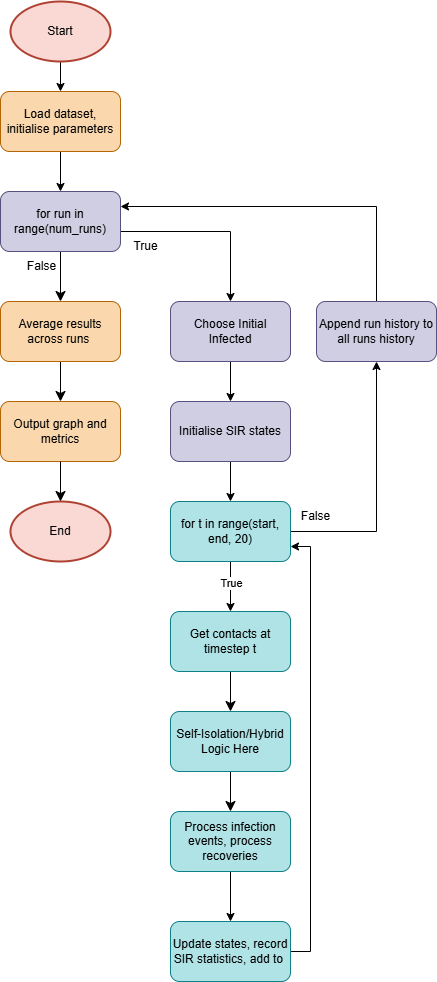 Start
Load dataset,
initialise parameters
for run in
range(num_runs)
True
False
Average results
across runs
Choose Initial
Infected
Append run history to
all runs history
Output graph and
metrics
Initialise SIR states
End
for t in range(start,
end, 20)
False
True
Get contacts at
timestep t
Self-Isolation/Hybrid
Logic Here
Process infection
events, process
recoveries
Update states, record
SIR statistics, add to